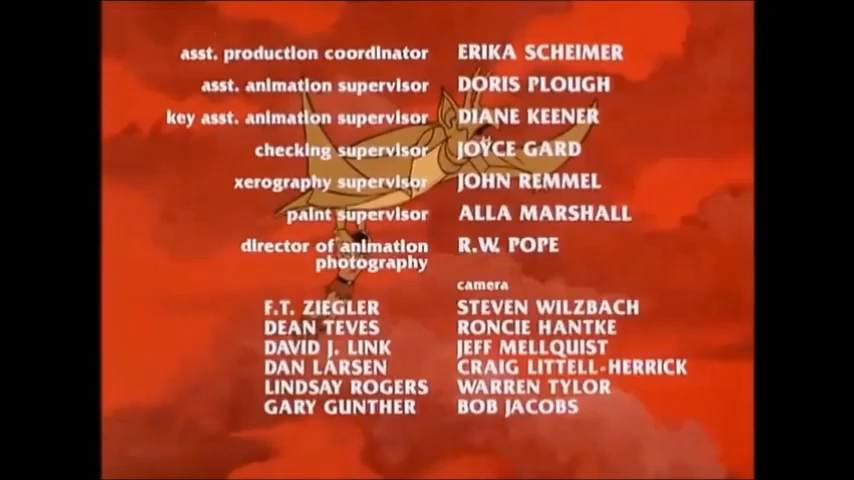 asst. production coordinator ERIKA SCHEIMER
asst. animation supervisor DORIS PLOUGH
key asst. animation supervisor DIANE KEENER
checking supervisor JOYCE GARD
xerography supervisor JOHN REMMEL
paint supervisor ALLA MARSHALL
director of animation R.W. POPE
photography
camera
F.T. ZIEGLER STEVEN WILZBACH
DEAN TEVES RONCIE HANTKE
DAVID J. LINK JEFF MELLQUIST
DAN LARSEN CRAIG LITTELL-HERRICK
LINDSAY ROGERS WARREN TYLOR
GARY GUNTHER BOB JACOBS